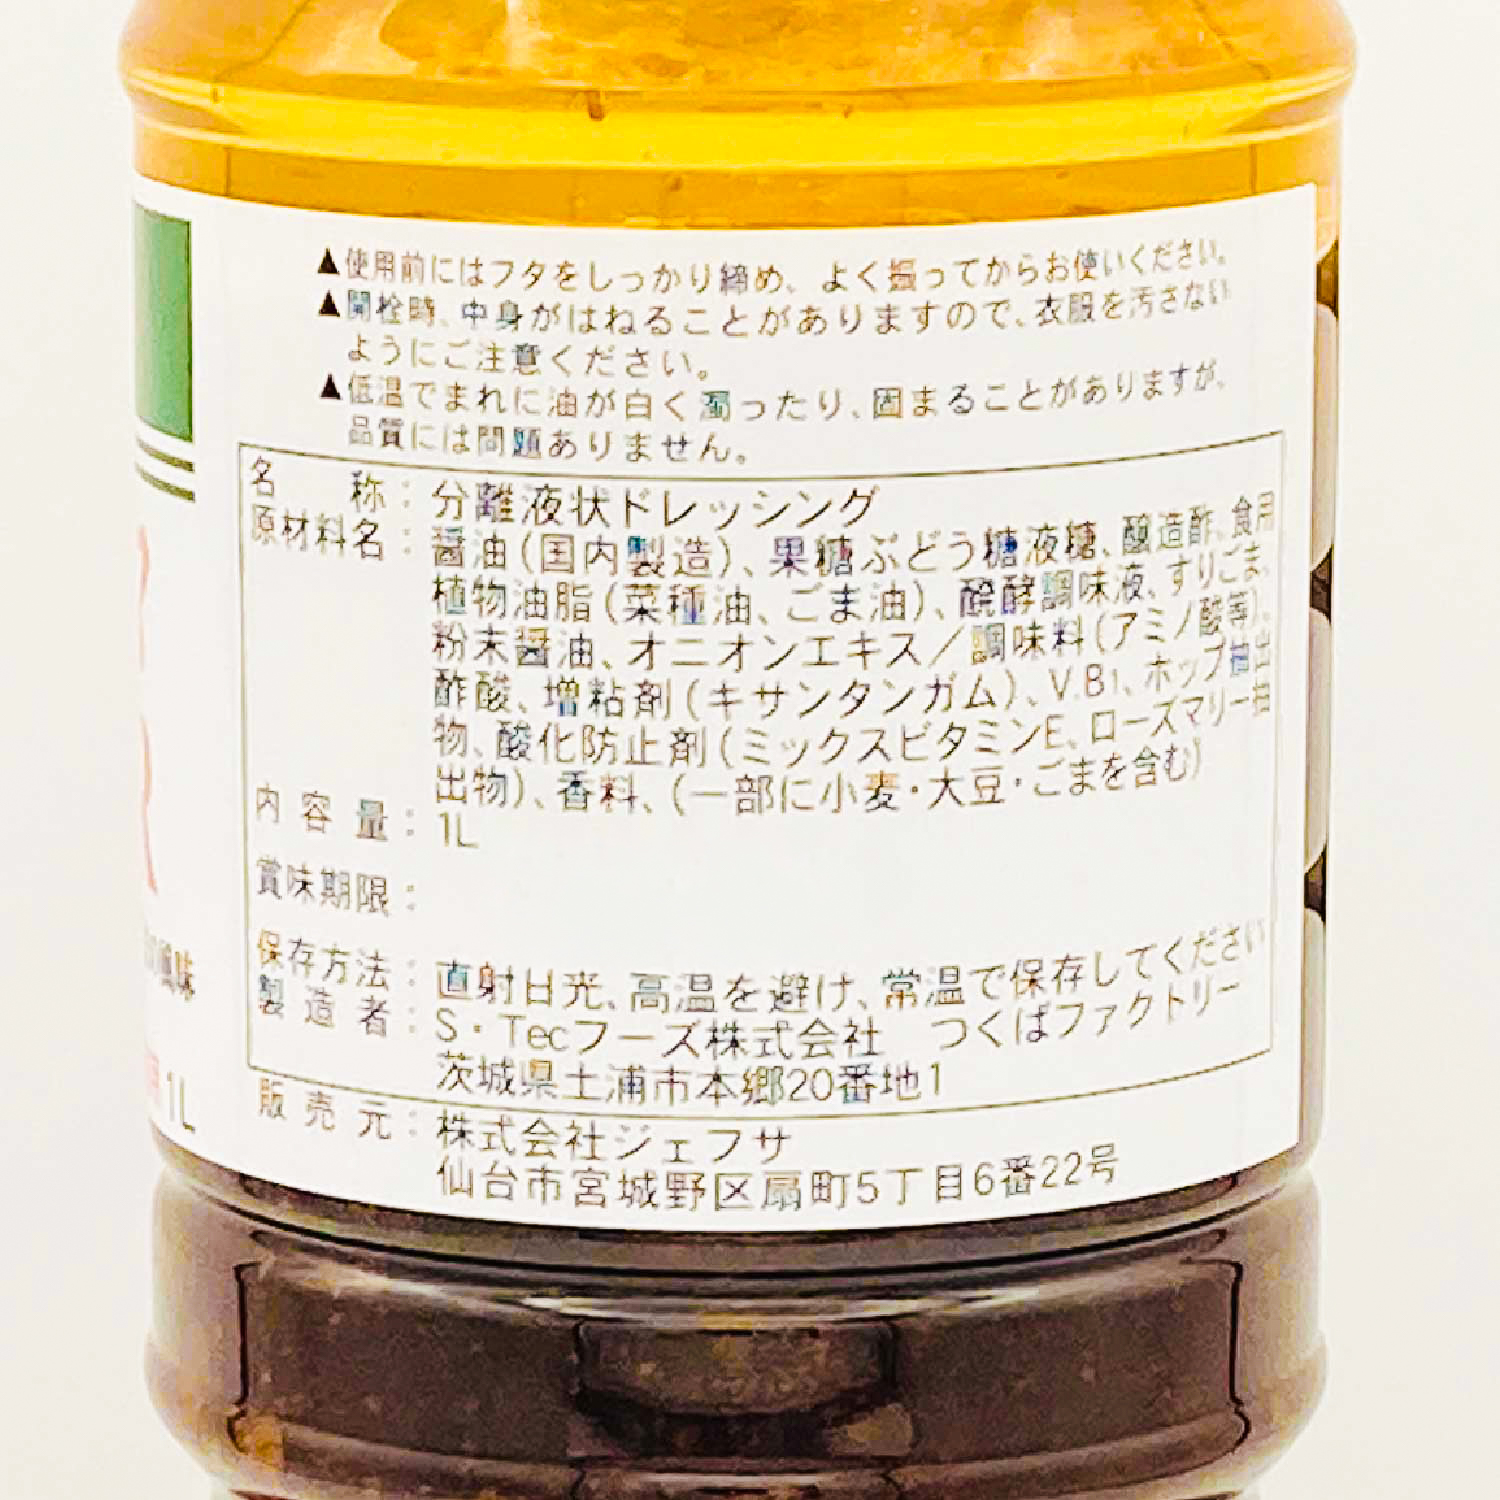 ▲使用前にはフタをしっかり締め、よく振ってからお使いください。
▲開栓時、中身がはねることがありますので、衣服を汚さない
ようにご注意ください。
▲低温でまれに油が白く濁ったり、固まることがありますが、
品質には問題ありません。
名称：分離液状ドレッシング
原材料名：醤油(国内製造)、果糖ぶどう糖液糖、醸造酢、食用
植物油脂(菜種油、ごま油)、醗酵調味液、すりごま、
粉末醤油、オニオンエキス／調味料(アミノ酸等)、
酢酸、増粘剤(キサンタンガム)、V.B1、ホップ抽出
物、酸化防止剤(ミックスビタミンE、ローズマリー抽
出物)、香料、(一部に小麦・大豆・ごまを含む)
内容量：1L
賞味期限：
保存方法：直射日光、高温を避け、常温で保存してください
製造者：S・Tecフーズ株式会社 つくばファクトリー
茨城県土浦市本郷20番地1
販売元：株式会社ジェフサ
仙台市宮城野区扇町5丁目6番22号
風味
1L